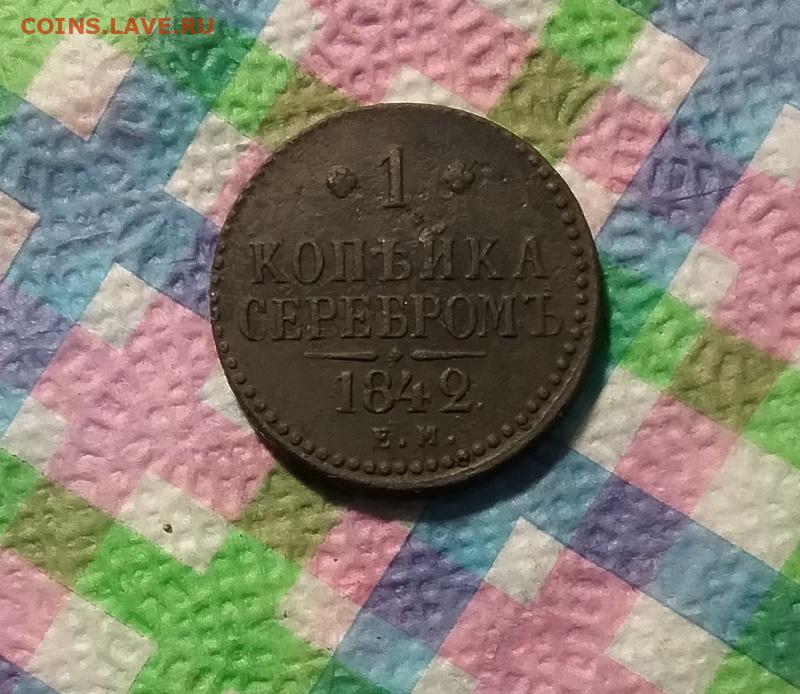 COINS.LAVE.RU
1
КОПѢЙКА
СЕРЕБРОМЪ
1842.
Е.М.